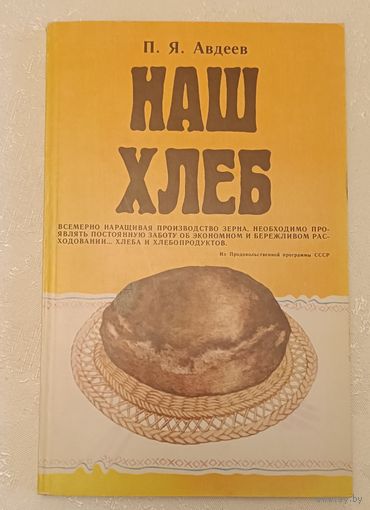 П. Я. Авдеев
НАШ
ХЛЕБ
ВСЕМЕРНО НАРАЩИВАЯ ПРОИЗВОДСТВО ЗЕРНА, НЕОБХОДИМО ПРО-
ЯВЛЯТЬ ПОСТОЯННУЮ ЗАБОТУ ОБ ЭКОНОМНОМ И БЕРЕЖЛИВОМ РАС-
ХОДОВАНИИ... ХЛЕБА И ХЛЕБОПРОДУКТОВ.
Из Продовольственной программы СССР